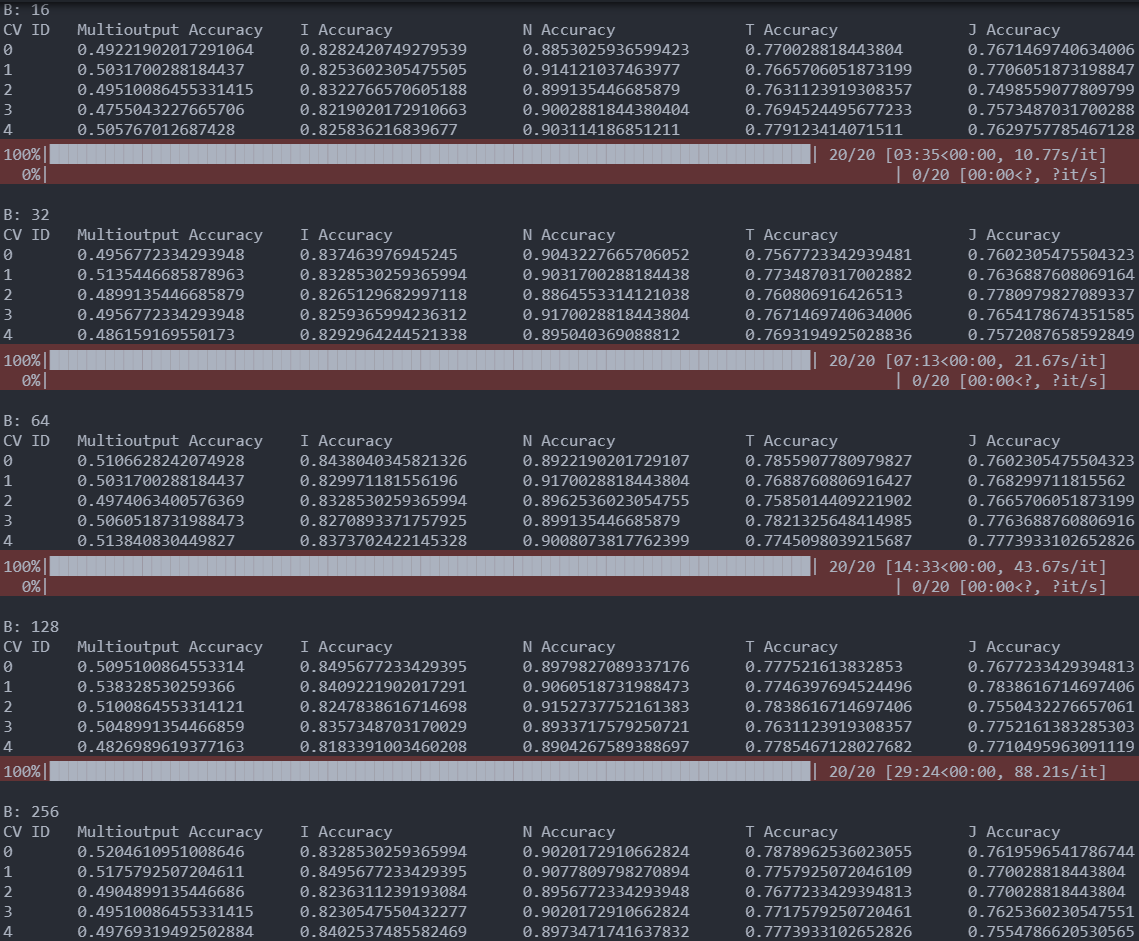 B: 16
CV ID Multioutput Accuracy I Accuracy N Accuracy T Accuracy J Accuracy
0 0.49221902017291064 0.8282420749279539 0.8853025936599423 0.770028818443804 0.7671469740634006
1 0.5031700288184437 0.8253602305475505 0.914121037463977 0.7665706051873199 0.7706051873198847
2 0.49510086455331415 0.8322766570605188 0.899135446685879 0.7631123919308357 0.7498559077809799
3 0.4755043227665706 0.8219020172910663 0.9002881844380404 0.7694524495677233 0.7573487031700288
4 0.505767012687428 0.825836216839677 0.903114186851211 0.779123414071511 0.7629757785467128
100%| | 20/20 [03:35<00:00, 10.77s/it]
0%| | 0/20 [00:00<?, ?it/s]
B: 32
CV ID Multioutput Accuracy I Accuracy N Accuracy T Accuracy J Accuracy
0 0.4956772334293948 0.837463976945245 0.9043227665706052 0.7567723342939481 0.7602305475504323
1 0.5135446685878963 0.8328530259365994 0.9031700288184438 0.7734870317002882 0.7636887608069164
2 0.4899135446685879 0.8265129682997118 0.8864553314121038 0.760806916426513 0.7780979827089337
3 0.4956772334293948 0.8259365994236312 0.9170028818443804 0.7671469740634006 0.7654178674351585
4 0.486159169550173 0.8292964244521338 0.895040369088812 0.7693194925028836 0.7572087658592849
100%| | 20/20 [07:13<00:00, 21.67s/it]
0%| | 0/20 [00:00<?, ?it/s]
B: 64
CV ID Multioutput Accuracy I Accuracy N Accuracy T Accuracy J Accuracy
0 0.5106628242074928 0.8438040345821326 0.8922190201729107 0.7855907780979827 0.7602305475504323
1 0.5031700288184437 0.829971181556196 0.9170028818443804 0.7688760806916427 0.768299711815562
2 0.4974063400576369 0.8328530259365994 0.8962536023054755 0.7585014409221902 0.7665706051873199
3 0.5060518731988473 0.8270893371757925 0.899135446685879 0.7821325648414985 0.7763688760806916
4 0.513840830449827 0.8373702422145328 0.9008073817762399 0.7745098039215687 0.7773933102652826
100%| | 20/20 [14:33<00:00, 43.67s/it]
0%| | 0/20 [00:00<?, ?it/s]
B: 128
CV ID Multioutput Accuracy I Accuracy N Accuracy T Accuracy J Accuracy
0 0.5095100864553314 0.8495677233429395 0.8979827089337176 0.777521613832853 0.7677233429394813
1 0.538328530259366 0.8409221902017291 0.9060518731988473 0.7746397694524496 0.7838616714697406
2 0.5100864553314121 0.8247838616714698 0.9152737752161383 0.7838616714697406 0.7550432276657061
3 0.5048991354466859 0.8357348703170029 0.8933717579250721 0.7631123919308357 0.7752161383285303
4 0.4826989619377163 0.8183391003460208 0.8904267589388697 0.7785467128027682 0.7710495963091119
100%| | 20/20 [29:24<00:00, 88.21s/it]
B: 256
CV ID Multioutput Accuracy I Accuracy N Accuracy T Accuracy J Accuracy
0 0.5204610951008646 0.8328530259365994 0.9020172910662824 0.7878962536023055 0.7619596541786744
1 0.5175792507204611 0.8495677233429395 0.9077809798270894 0.7757925072046109 0.770028818443804
2 0.4904899135446686 0.8236311239193084 0.8956772334293948 0.7677233429394813 0.770028818443804
3 0.49510086455331415 0.8230547550432277 0.9020172910662824 0.7717579250720461 0.7625360230547551
4 0.49769319492502884 0.8402537485582469 0.8973471741637832 0.7773933102652826 0.7554786620530565